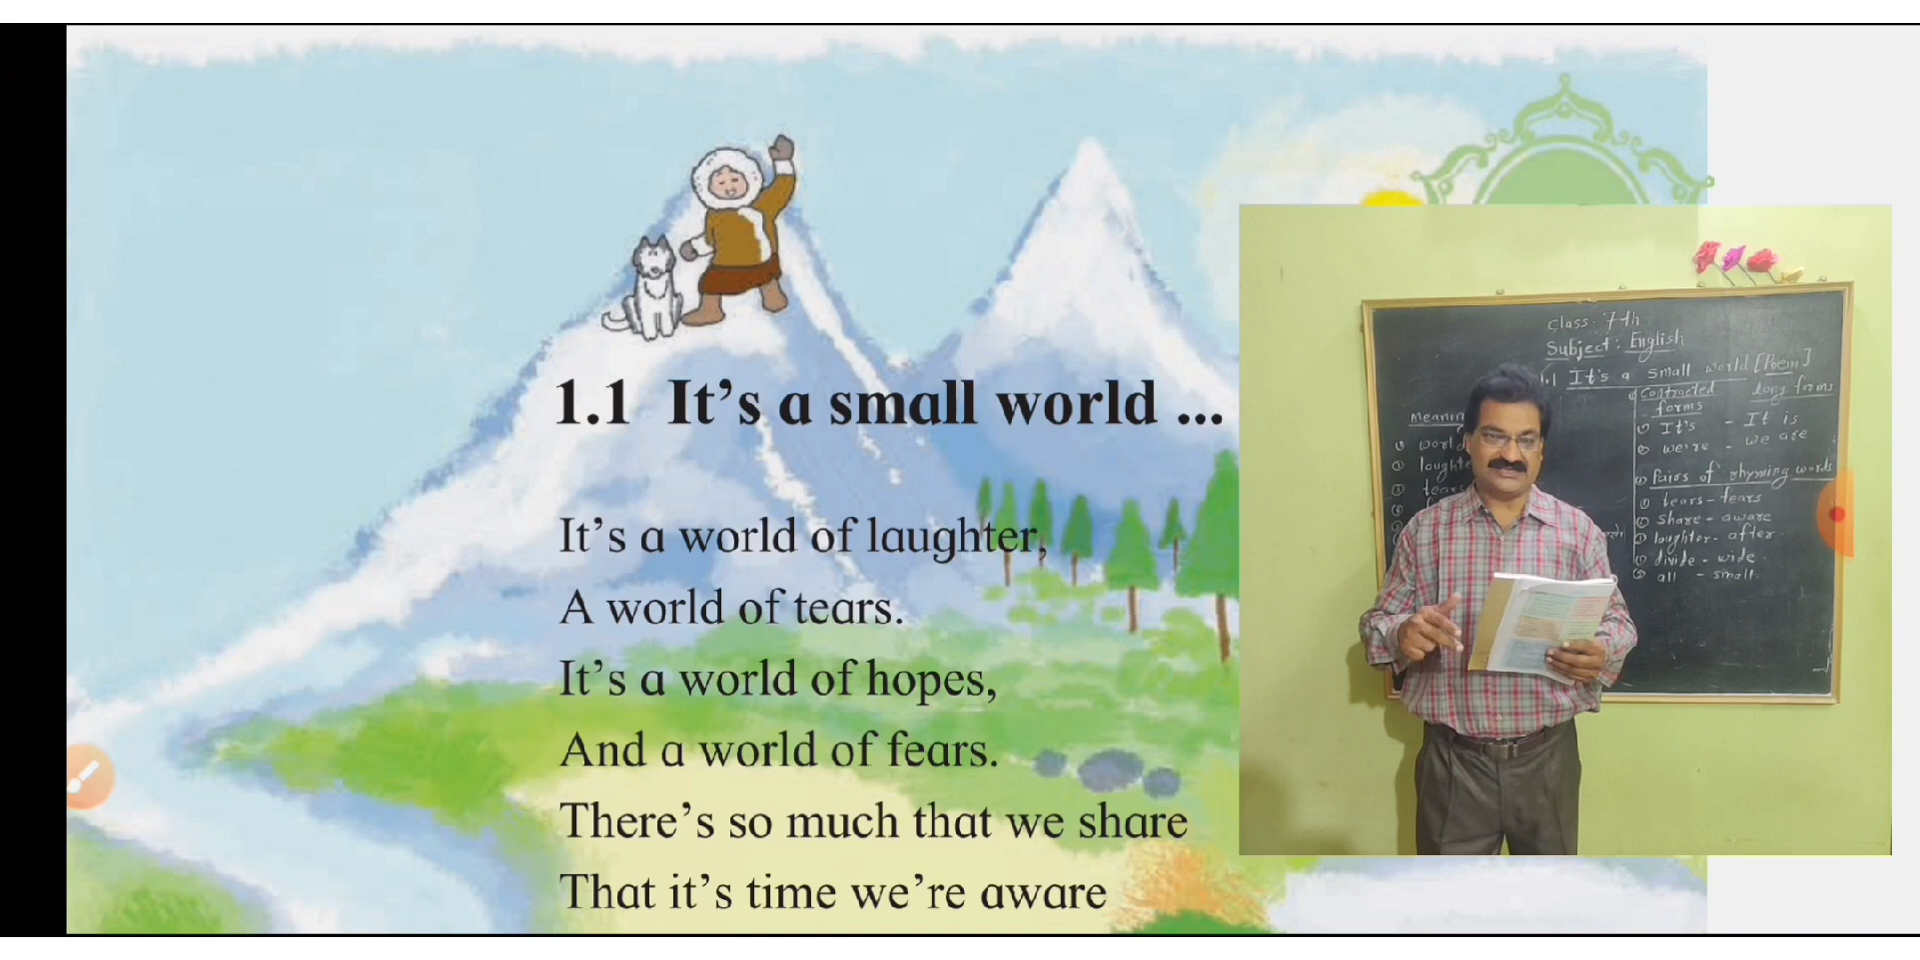 1.1 It's a small world ...
It's a world of laughter,
A world of tears.
It's a world of hopes,
And a world of fears.
There's so much that we share
That it's time we're aware
Class - 7th
Subject : English
1.1 It's a small world [Poem]
Contracted forms
long forms
It's - It is
we're - we are
Pairs of rhyming words
tears - fears
share - aware
laughter - after
divide - wide
all - small